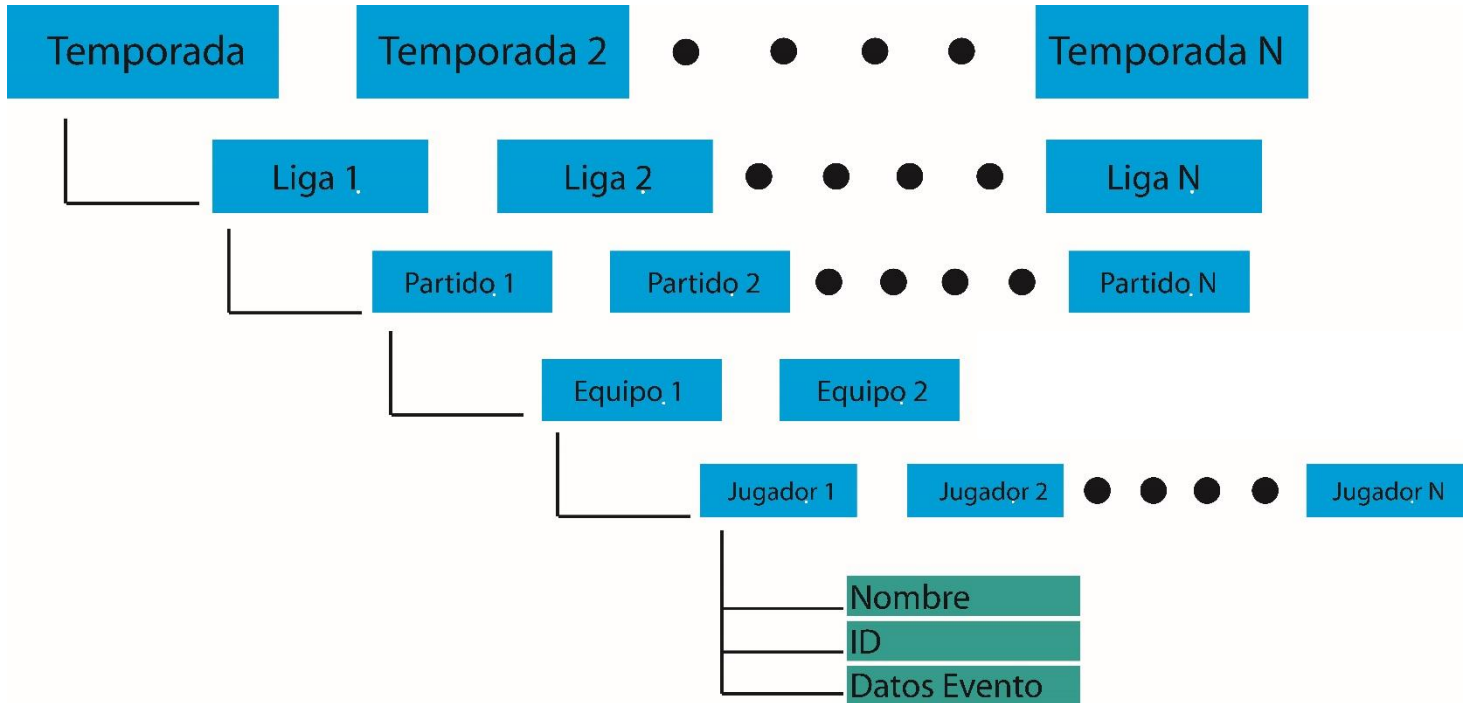 Temporada Temporada 2 Temporada N
Liga 1 Liga 2 Liga N
Partido 1 Partido 2 Partido N
Equipo 1 Equipo 2
Jugador 1 Jugador 2 Jugador N
Nombre
ID
Datos Evento